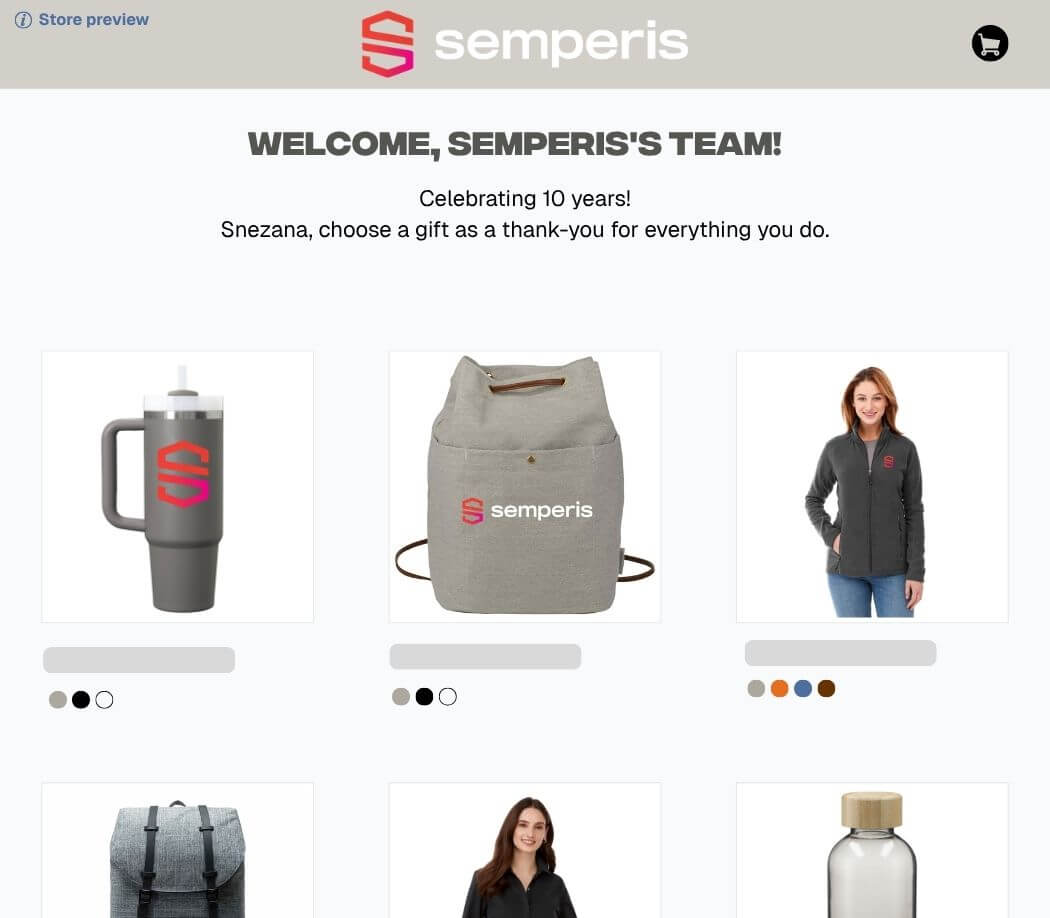 Store preview
semperis
WELCOME, SEMPERIS'S TEAM!
Celebrating 10 years!
Snezana, choose a gift as a thank-you for everything you do.
semperis